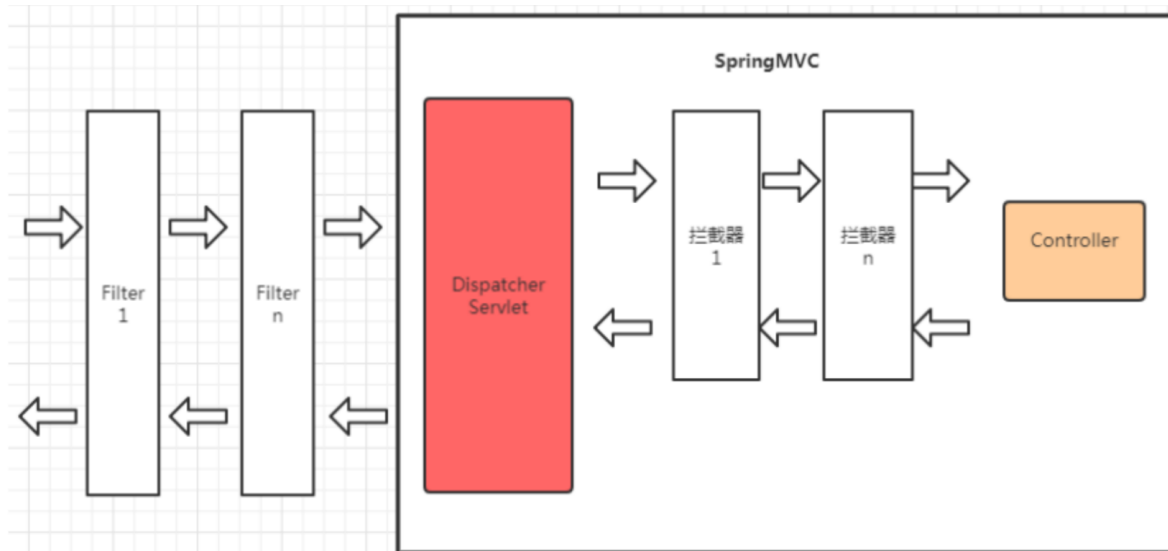 SpringMVC
Filter
1
Filter
n
Dispatcher
Servlet
拦截器
1
拦截器
n
Controller